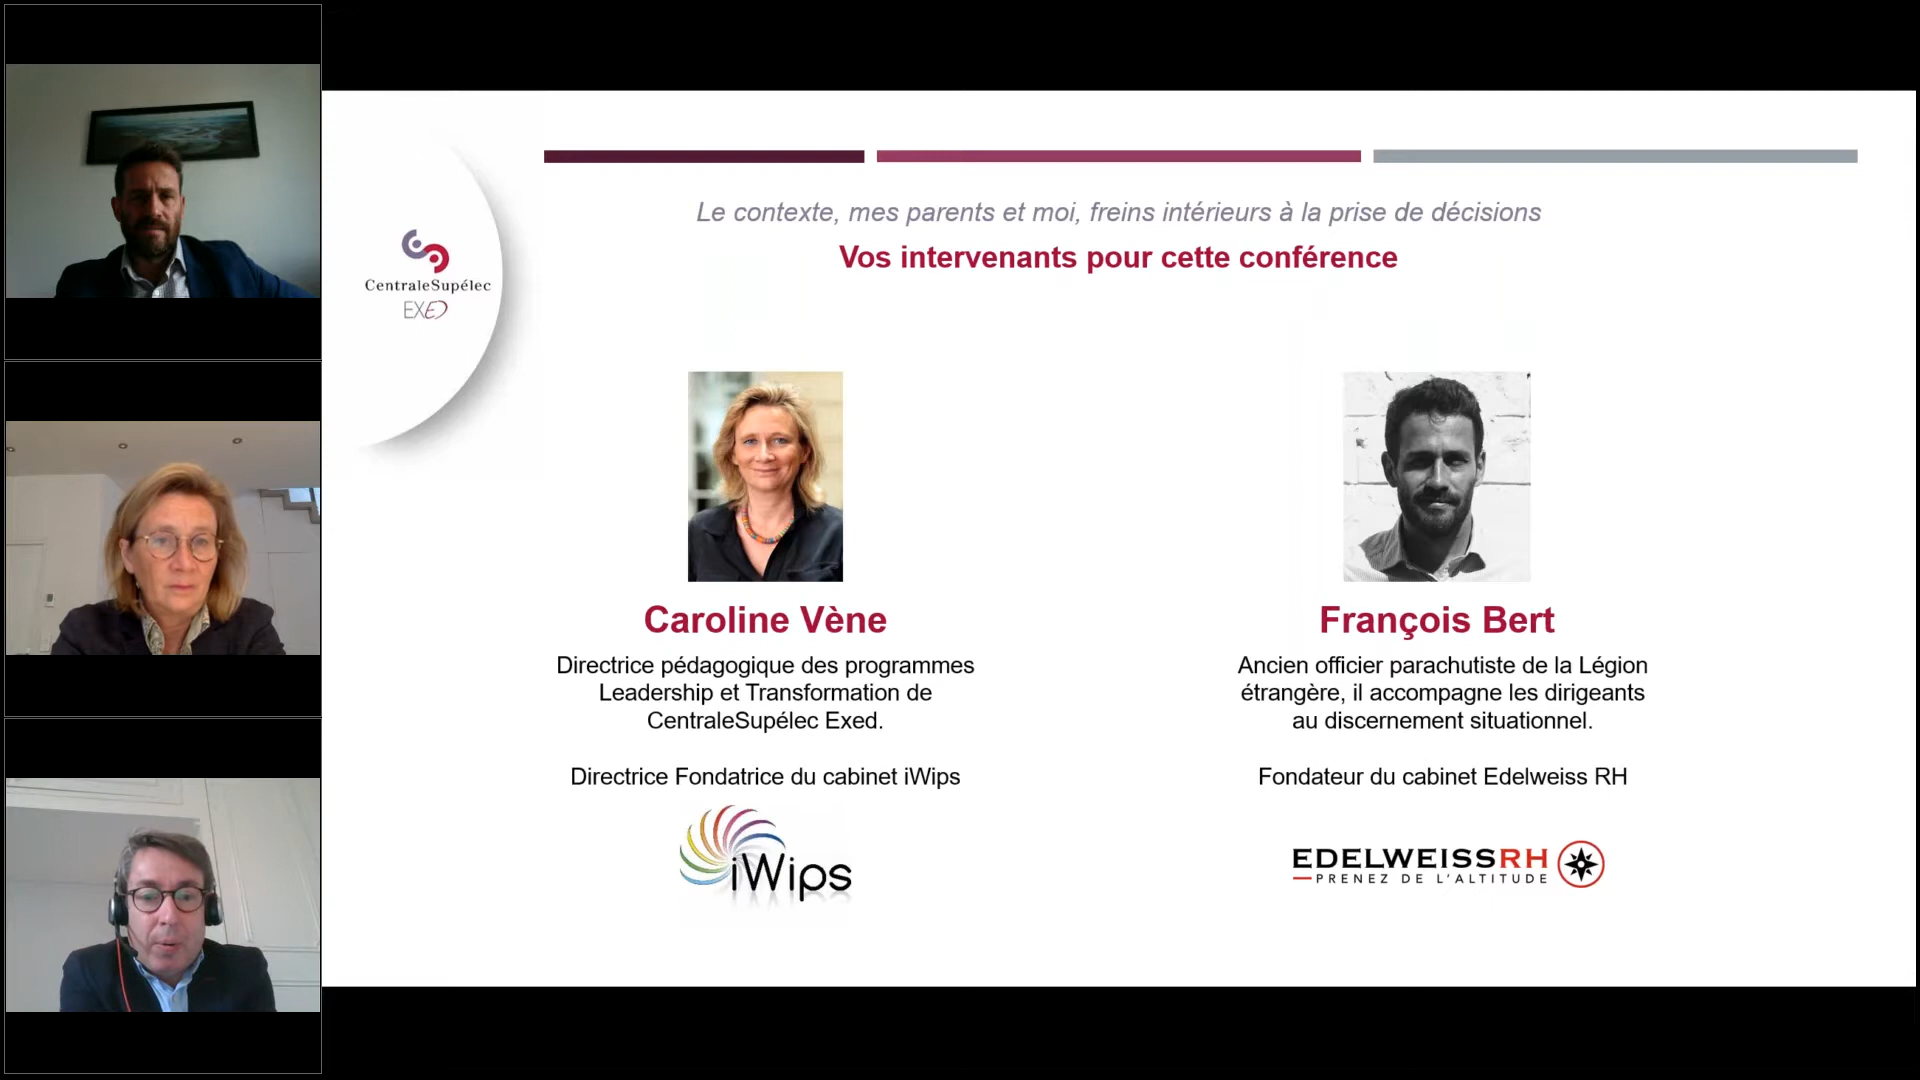 CentraleSupélec
EXED
Le contexte, mes parents et moi, freins intérieurs à la prise de décisions
Vos intervenants pour cette conférence
Caroline Vène
Directrice pédagogique des programmes
Leadership et Transformation de
CentraleSupélec Exed.
Directrice Fondatrice du cabinet iWips
iWips
François Bert
Ancien officier parachutiste de la Légion
étrangère, il accompagne les dirigeants
au discernement situationnel.
Fondateur du cabinet Edelweiss RH
EDELWEISSRH
PRENEZ DE L'ALTITUDE